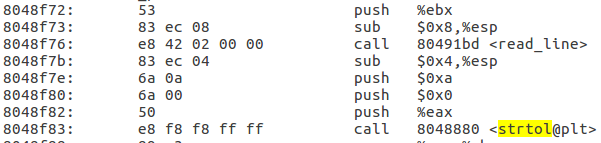 8048f72: 53 push %ebx
8048f73: 83 ec 08 sub $0x8,%esp
8048f76: e8 42 02 00 00 call 80491bd <read_line>
8048f7b: 83 ec 04 sub $0x4,%esp
8048f7e: 6a 0a push $0xa
8048f80: 6a 00 push $0x0
8048f82: 50 push %eax
8048f83: e8 f8 f8 ff ff call 8048880 <strtol@plt>